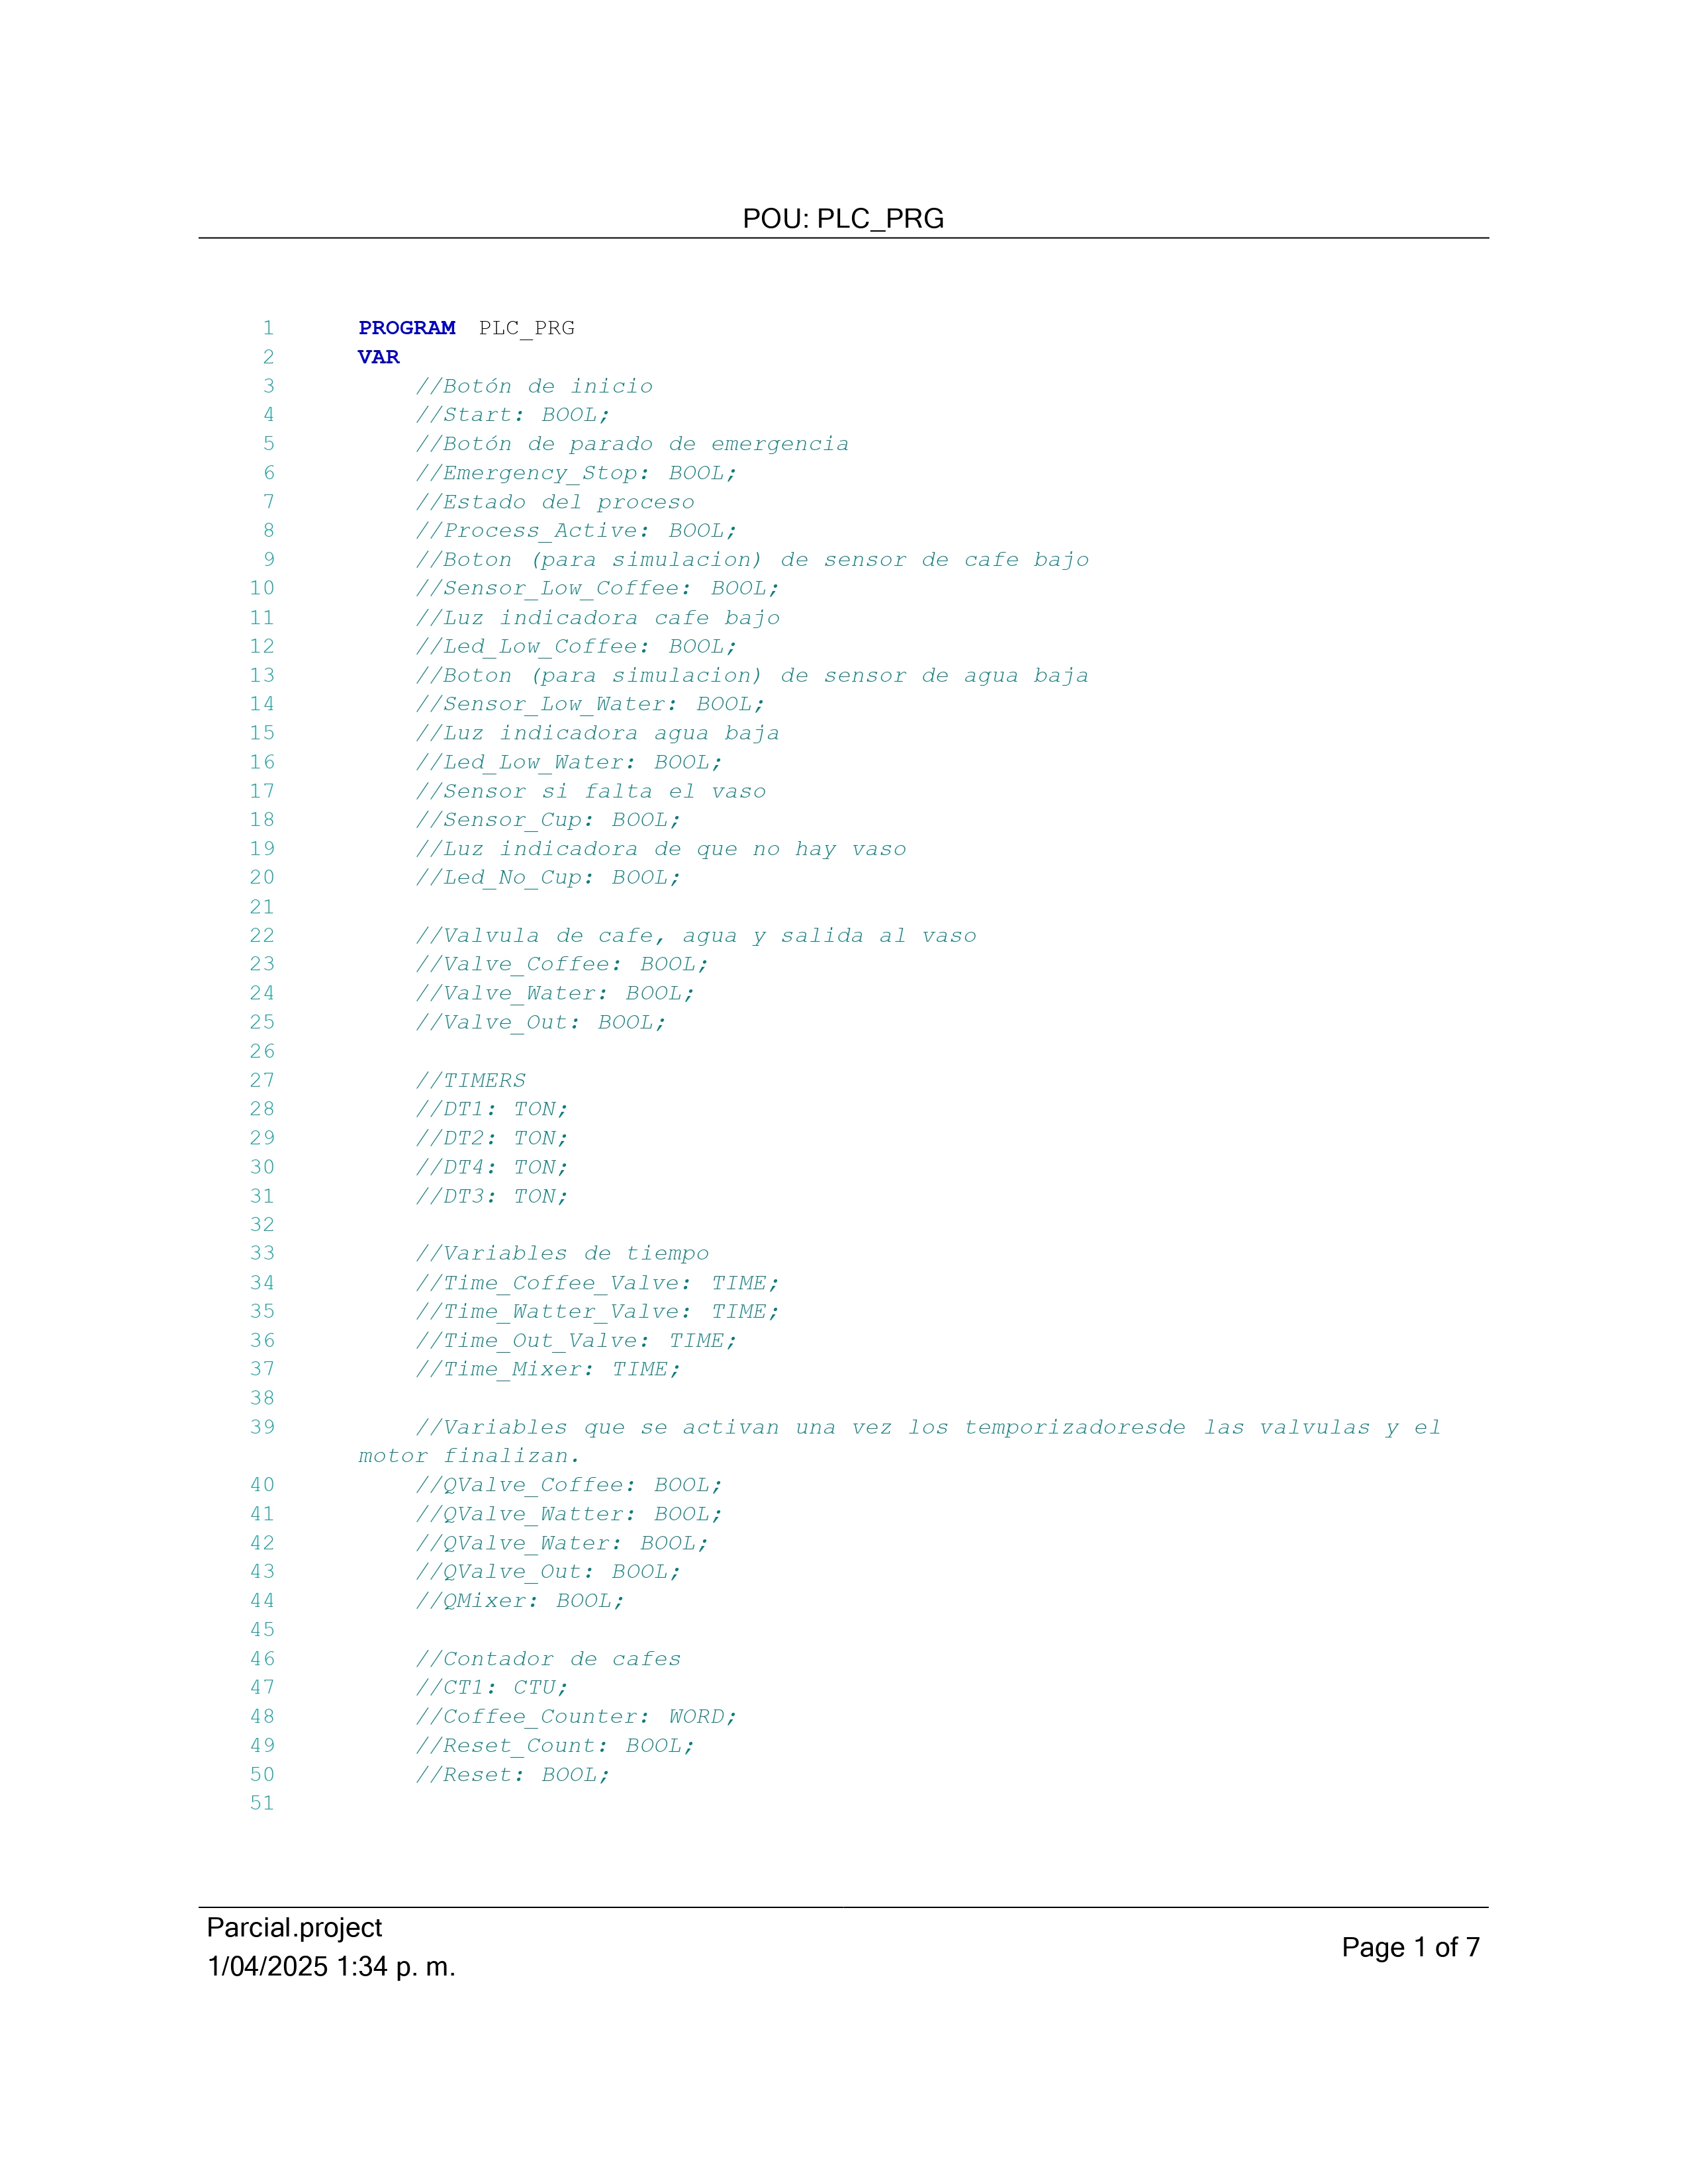 POU: PLC_PRG
1 PROGRAM PLC_PRG
2 VAR
3 //Botón de inicio
4 //Start: BOOL;
5 //Botón de parado de emergencia
6 //Emergency_Stop: BOOL;
7 //Estado del proceso
8 //Process_Active: BOOL;
9 //Boton (para simulacion) de sensor de cafe bajo
10 //Sensor_Low_Coffee: BOOL;
11 //Luz indicadora cafe bajo
12 //Led_Low_Coffee: BOOL;
13 //Boton (para simulacion) de sensor de agua baja
14 //Sensor_Low_Water: BOOL;
15 //Luz indicadora agua baja
16 //Led_Low_Water: BOOL;
17 //Sensor si falta el vaso
18 //Sensor_Cup: BOOL;
19 //Luz indicadora de que no hay vaso
20 //Led_No_Cup: BOOL;
21
22 //Valvula de cafe, agua y salida al vaso
23 //Valve_Coffee: BOOL;
24 //Valve_Water: BOOL;
25 //Valve_Out: BOOL;
26
27 //TIMERS
28 //DT1: TON;
29 //DT2: TON;
30 //DT4: TON;
31 //DT3: TON;
32
33 //Variables de tiempo
34 //Time_Coffee_Valve: TIME;
35 //Time_Watter_Valve: TIME;
36 //Time_Out_Valve: TIME;
37 //Time_Mixer: TIME;
38
39 //Variables que se activan una vez los temporizadoresde las valvulas y el
motor finalizan.
40 //QValve_Coffee: BOOL;
41 //QValve_Watter: BOOL;
42 //QValve_Water: BOOL;
43 //QValve_Out: BOOL;
44 //QMixer: BOOL;
45
46 //Contador de cafes
47 //CT1: CTU;
48 //Coffee_Counter: WORD;
49 //Reset_Count: BOOL;
50 //Reset: BOOL;
51
Parcial.project
1/04/2025 1:34 p. m.
Page 1 of 7